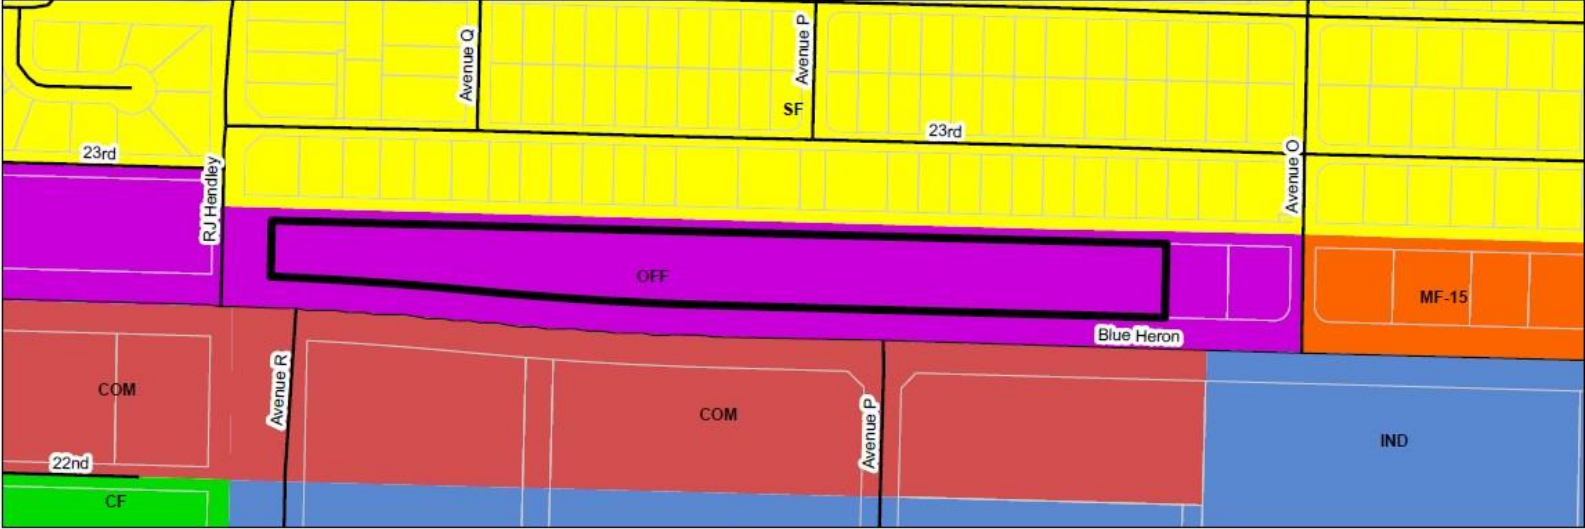 Avenue Q
Avenue P
SF
23rd
23rd
Avenue O
RJ Hendley
OFF
MF-15
Blue Heron
Avenue R
COM
COM
Avenue P
IND
22nd
CF